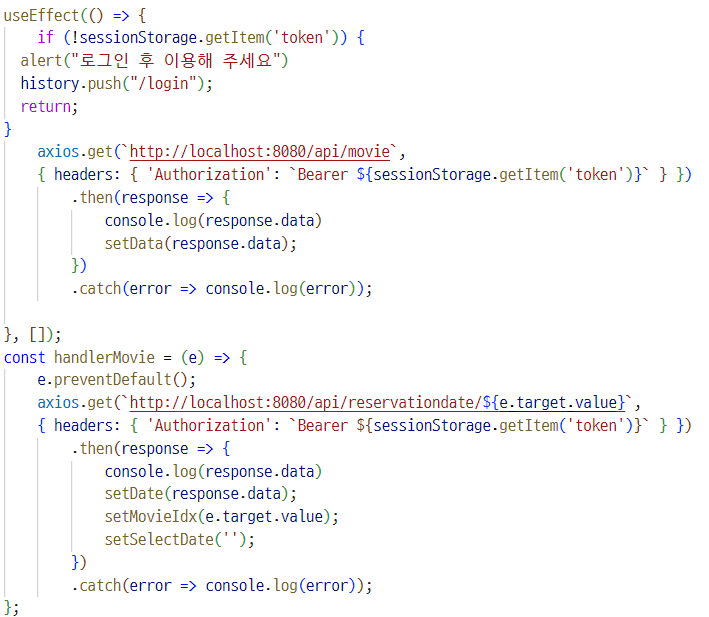 useEffect(() => {
    if (!sessionStorage.getItem('token')) {
  alert("로그인 후 이용해 주세요")
  history.push("/login");
  return;
}
    axios.get(`http://localhost:8080/api/movie`,
    { headers: { 'Authorization': `Bearer ${sessionStorage.getItem('token')}` } })
        .then(response => {
            console.log(response.data)
            setData(response.data);
        })
        .catch(error => console.log(error));

}, []);
const handlerMovie = (e) => {
    e.preventDefault();
    axios.get(`http://localhost:8080/api/reservationdate/${e.target.value}`,
    { headers: { 'Authorization': `Bearer ${sessionStorage.getItem('token')}` } })
        .then(response => {
            console.log(response.data)
            setDate(response.data);
            setMovieIdx(e.target.value);
            setSelectDate('');
        })
        .catch(error => console.log(error));
};